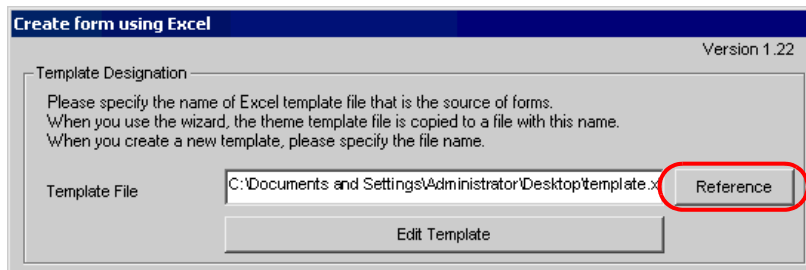 Create form using Excel
Version 1.22
Template Designation
Please specify the name of Excel template file that is the source of forms.
When you use the wizard, the theme template file is copied to a file with this name.
When you create a new template, please specify the file name.
Template File C:\Documents and Settings\Administrator\Desktop\template.x Reference
Edit Template